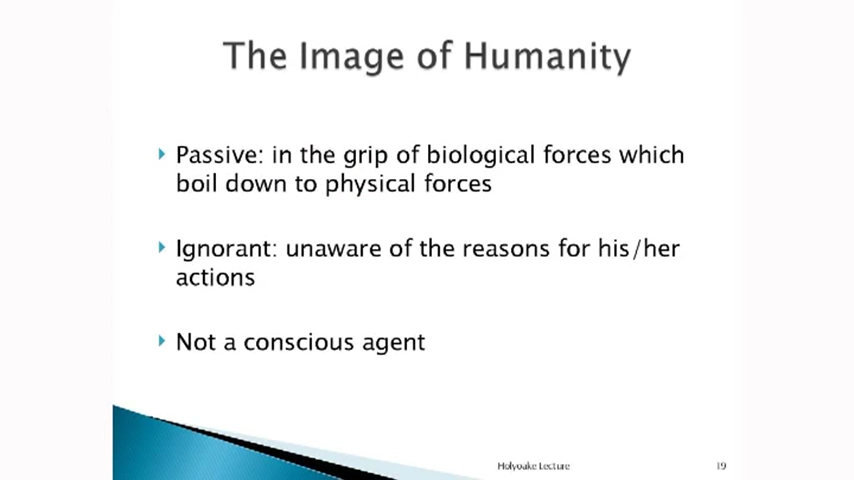 The Image of Humanity
Passive: in the grip of biological forces which
boil down to physical forces
Ignorant: unaware of the reasons for his/her
actions
Not a conscious agent
Holyoake Lecture
19